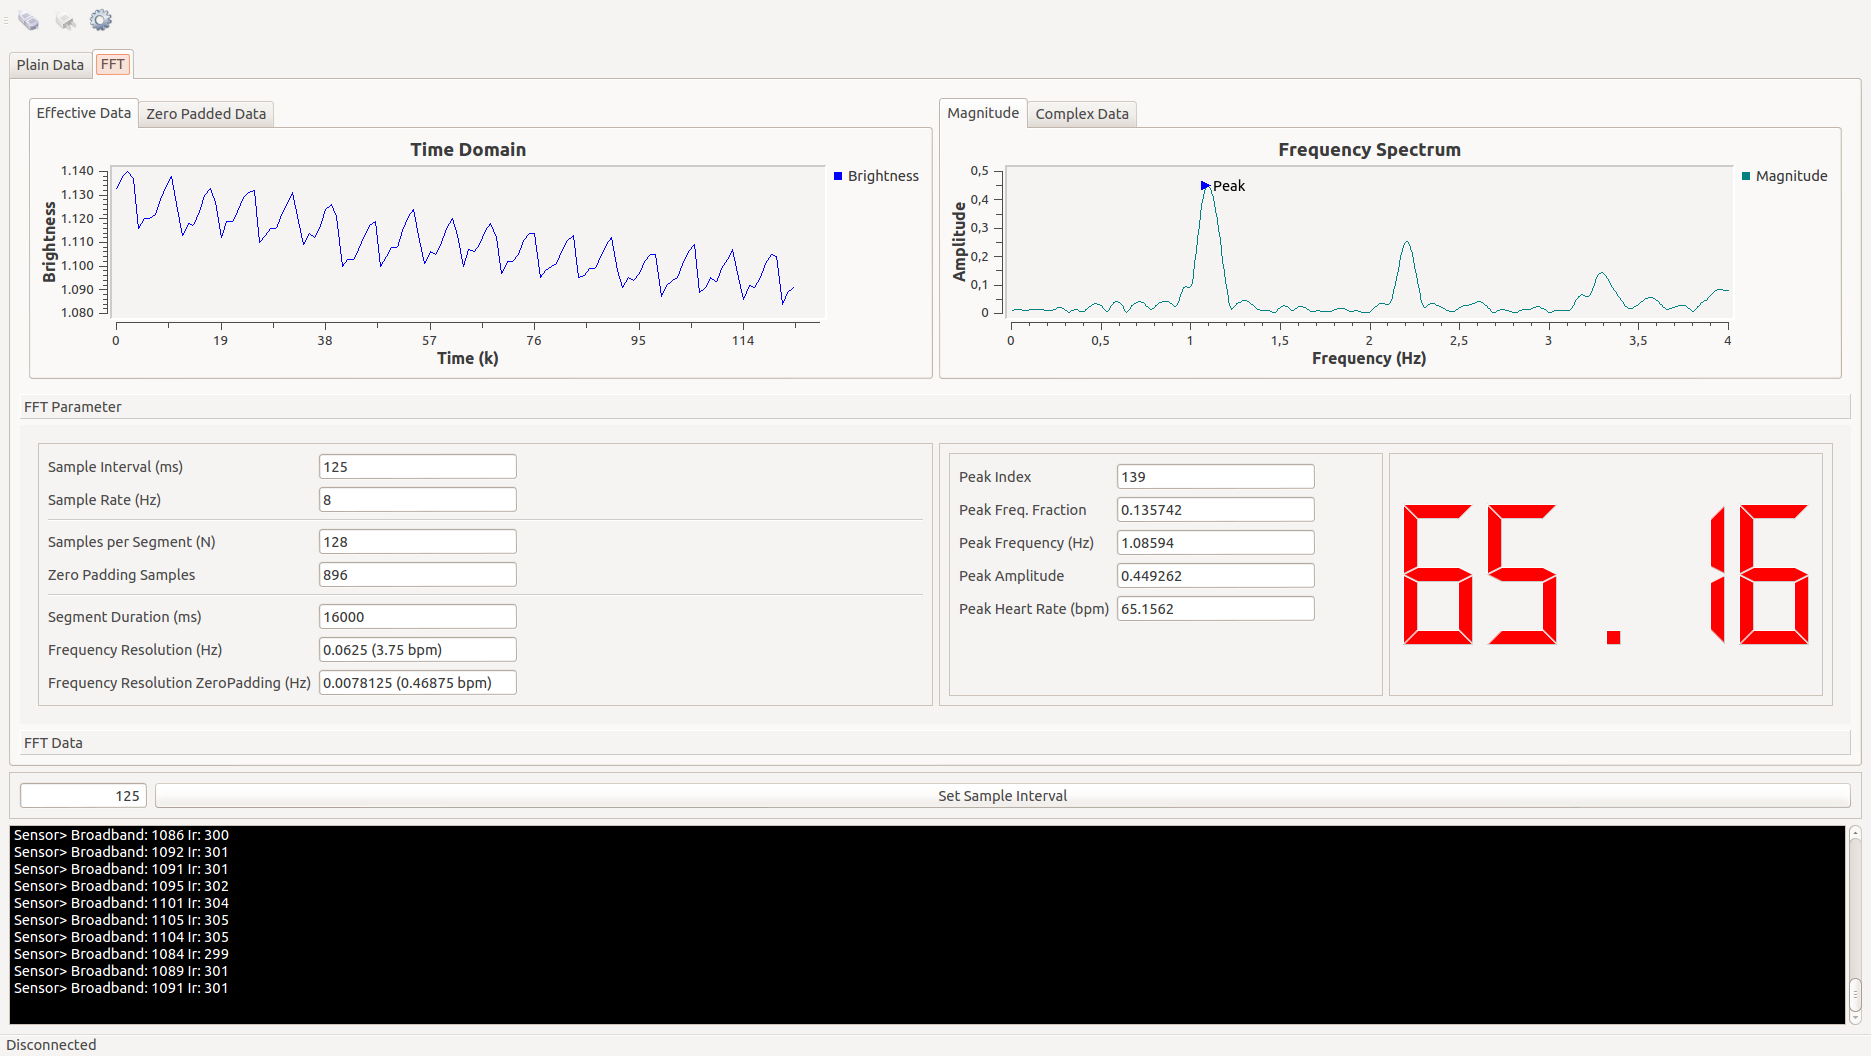 Plain Data FFT
Effective Data Zero Padded Data
Time Domain
1.140
1.130
1.120
1.110
1.100
1.090
1.080
Brightness
0 19 38 57 76 95 114
Time (k)
Brightness
Magnitude Complex Data
Frequency Spectrum
0,5
0,4
0,3
0,2
0,1
0
Amplitude
Peak
0 0,5 1 1,5 2 2,5 3 3,5 4
Frequency (Hz)
Magnitude
FFT Parameter
Sample Interval (ms) 125
Sample Rate (Hz) 8
Samples per Segment (N) 128
Zero Padding Samples 896
Segment Duration (ms) 16000
Frequency Resolution (Hz) 0.0625 (3.75 bpm)
Frequency Resolution ZeroPadding (Hz) 0.0078125 (0.46875 bpm)
Peak Index 139
Peak Freq. Fraction 0.135742
Peak Frequency (Hz) 1.08594
Peak Amplitude 0.449262
Peak Heart Rate (bpm) 65.1562
65.16
FFT Data
125 Set Sample Interval
Sensor> Broadband: 1086 Ir: 300
Sensor> Broadband: 1092 Ir: 301
Sensor> Broadband: 1091 Ir: 301
Sensor> Broadband: 1095 Ir: 302
Sensor> Broadband: 1101 Ir: 304
Sensor> Broadband: 1105 Ir: 305
Sensor> Broadband: 1104 Ir: 305
Sensor> Broadband: 1084 Ir: 299
Sensor> Broadband: 1089 Ir: 301
Sensor> Broadband: 1091 Ir: 301
Disconnected